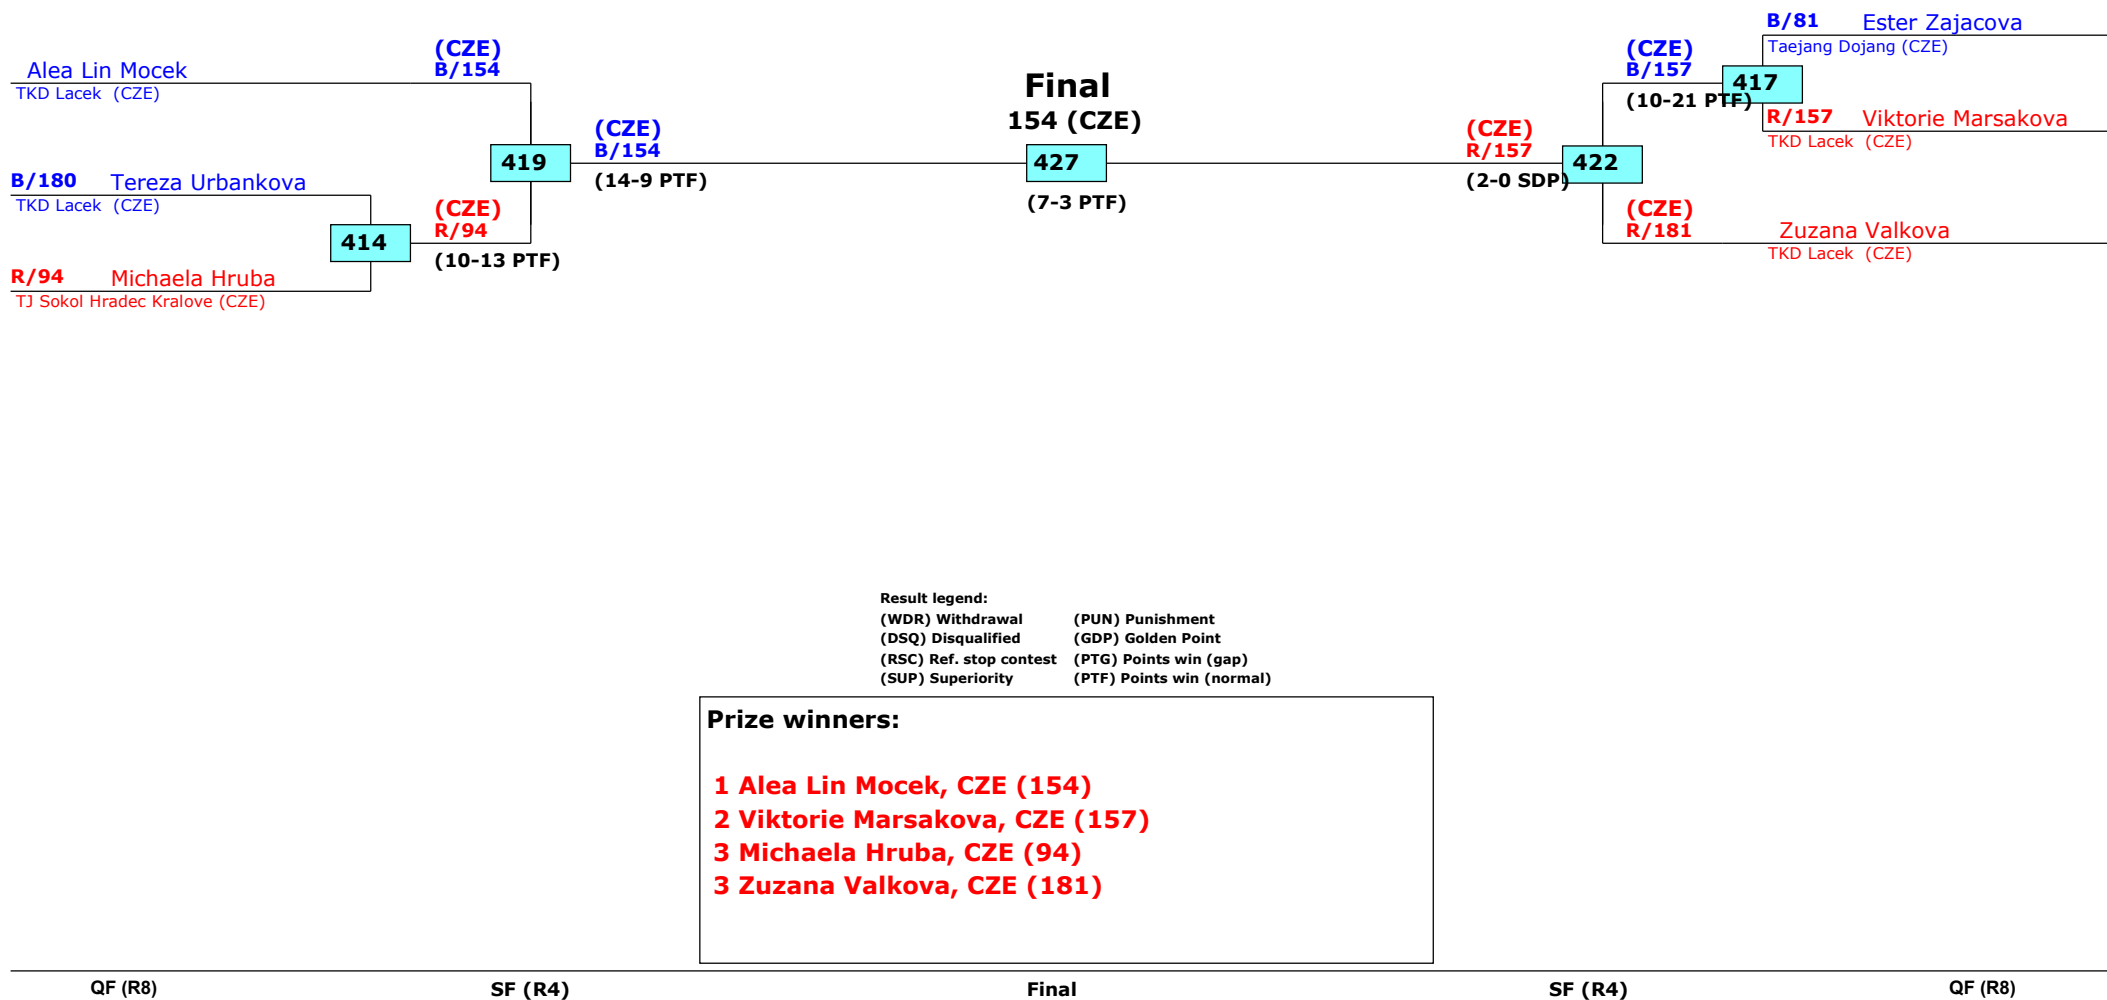 Alea Lin Mocek
TKD Lacek (CZE)
(CZE)
B/154
B/180 Tereza Urbankova
TKD Lacek (CZE)
R/94 Michaela Hruba
TJ Sokol Hradec Kralove (CZE)
414
(CZE)
R/94
(10-13 PTF)
419
(CZE)
B/154
(14-9 PTF)
Final
154 (CZE)
427
(7-3 PTF)
(CZE)
R/157
(2-0 SDP)
422
(CZE)
B/157
(10-21 PTF)
417
B/81 Ester Zajacova
Taejang Dojang (CZE)
R/157 Viktorie Marsakova
TKD Lacek (CZE)
(CZE)
R/181
Zuzana Valkova
TKD Lacek (CZE)
Result legend:
(WDR) Withdrawal (PUN) Punishment
(DSQ) Disqualified (GDP) Golden Point
(RSC) Ref. stop contest (PTG) Points win (gap)
(SUP) Superiority (PTF) Points win (normal)
Prize winners:
1 Alea Lin Mocek, CZE (154)
2 Viktorie Marsakova, CZE (157)
3 Michaela Hruba, CZE (94)
3 Zuzana Valkova, CZE (181)
QF (R8) SF (R4) Final SF (R4) QF (R8)